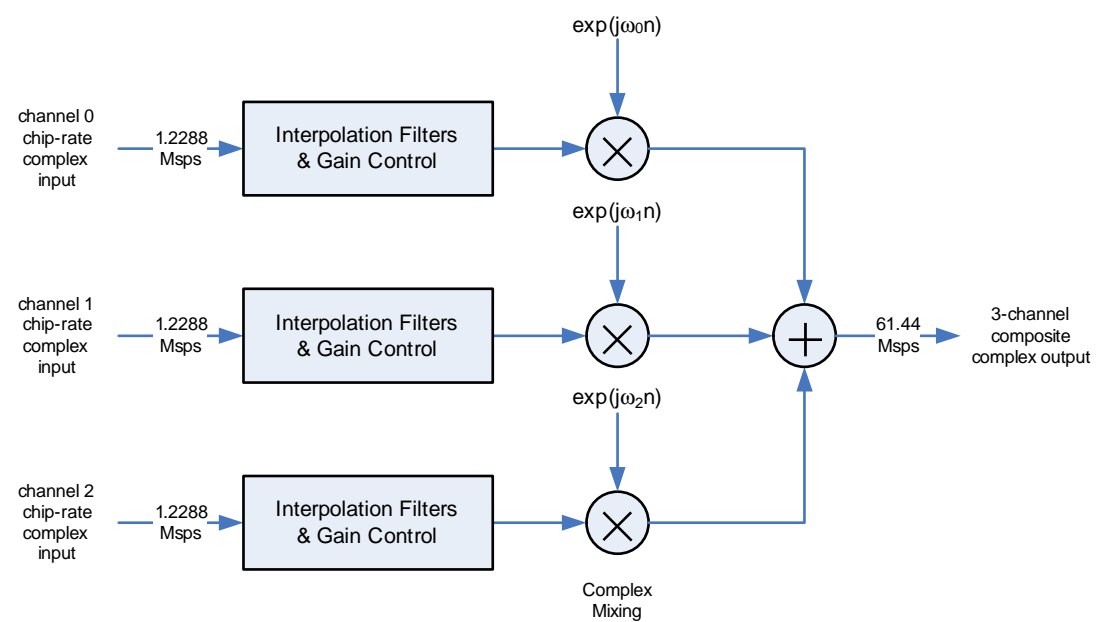 exp(jω₀n)
channel 0
chip-rate
complex
input
1.2288
Msps
Interpolation Filters
& Gain Control
exp(jω₁n)
channel 1
chip-rate
complex
input
1.2288
Msps
Interpolation Filters
& Gain Control
61.44
Msps
3-channel
composite
complex output
exp(jω₂n)
channel 2
chip-rate
complex
input
1.2288
Msps
Interpolation Filters
& Gain Control
Complex
Mixing